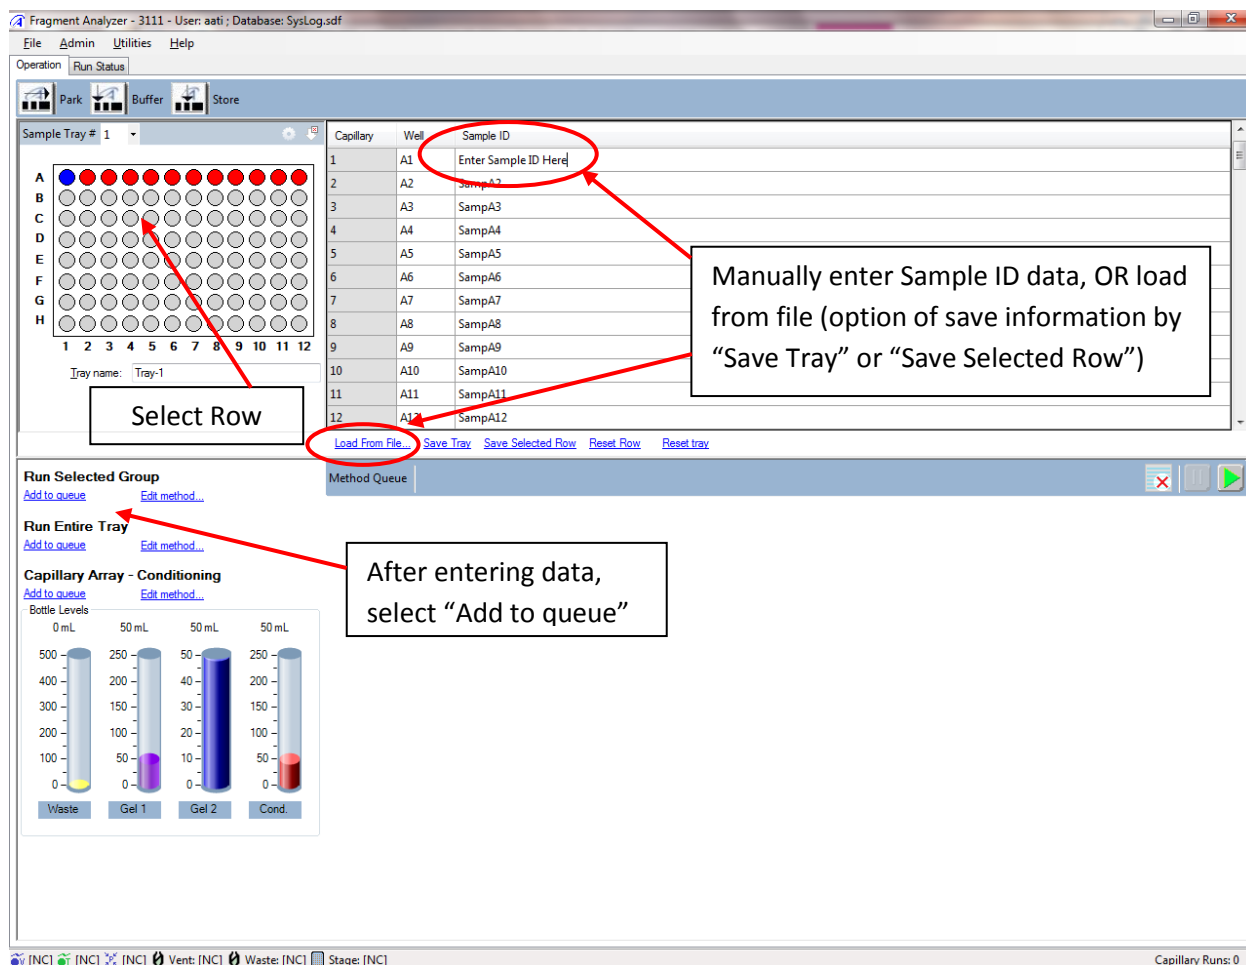 Fragment Analyzer - 3111 - User: aati ; Database: SysLog.sdf
File Admin Utilities Help
Operation Run Status
Park Buffer Store
Sample Tray # 1
Capillary Well Sample ID
1 A1 Enter Sample ID Here
2 A2 SampA2
3 A3 SampA3
4 A4 SampA4
5 A5 SampA5
6 A6 SampA6
7 A7 SampA7
8 A8 SampA8
9 A9 SampA9
10 A10 SampA10
11 A11 SampA11
12 A12 SampA12
A
B
C
D
E
F
G
H
1 2 3 4 5 6 7 8 9 10 11 12
Tray name: Tray-1
Select Row
Manually enter Sample ID data, OR load
from file (option of save information by
“Save Tray” or “Save Selected Row”)
Load From File... Save Tray Save Selected Row Reset Row Reset tray
Run Selected Group
Add to queue Edit method...
Run Entire Tray
Add to queue Edit method...
Capillary Array - Conditioning
Add to queue Edit method...
Method Queue
After entering data,
select “Add to queue”
Bottle Levels
0 mL 50 mL 50 mL 50 mL
500 250 50 250
400 200 40 200
300 150 30 150
200 100 20 100
100 50 10 50
0 0 0 0
Waste Gel 1 Gel 2 Cond.
[NC] [NC] [NC] Vent: [NC] Waste: [NC] Stage: [NC]
Capillary Runs: 0